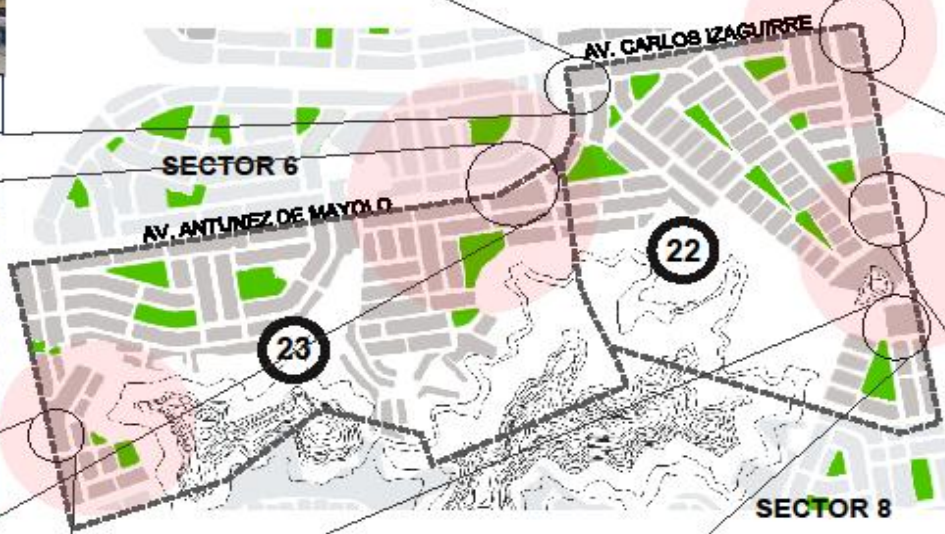 AV. CARLOS IZAGUIRRE
SECTOR 6
AV. ANTUNEZ DE MAYOLO
22
23
SECTOR 8